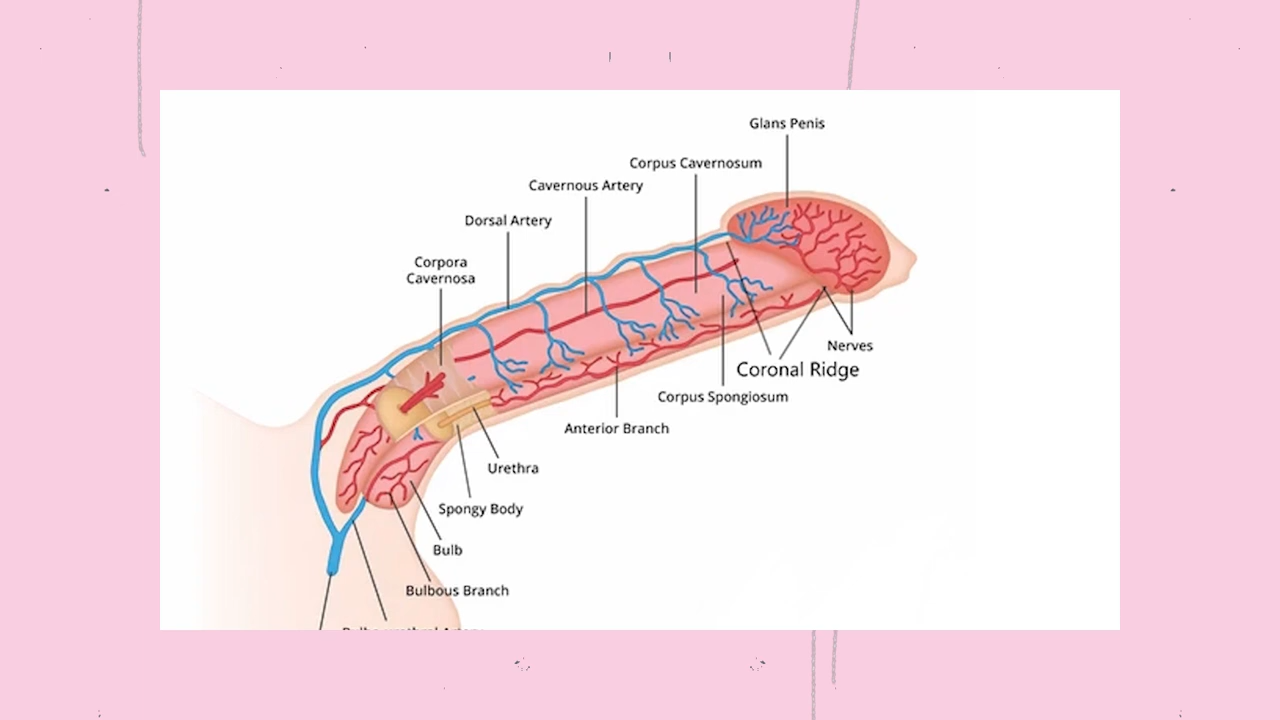 Glans Penis
Corpus Cavernosum
Cavernous Artery
Dorsal Artery
Corpora
Cavernosa
Nerves
Coronal Ridge
Corpus Spongiosum
Anterior Branch
Urethra
Spongy Body
Bulb
Bulbous Branch